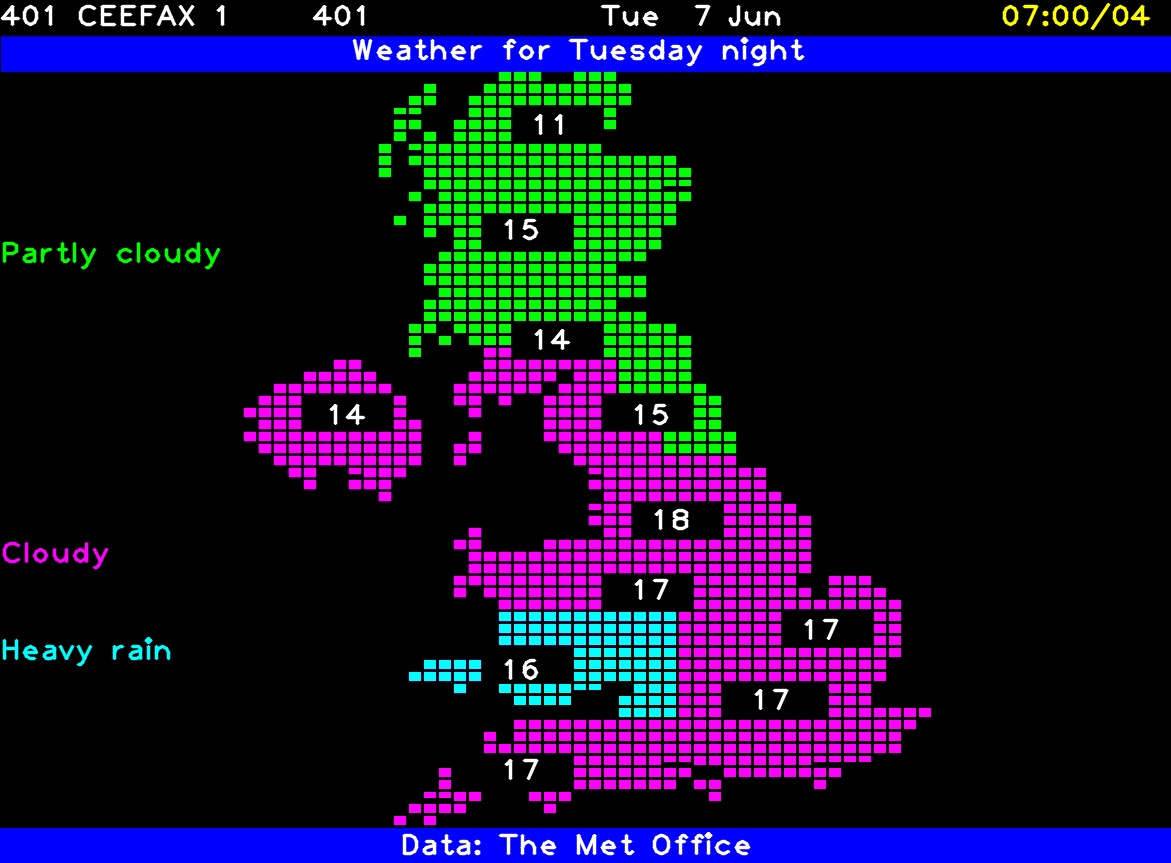 401 CEEFAX 1 401 Tue 7 Jun 07:00/04
Weather for Tuesday night
11
15
Partly cloudy
14
14 15
18
Cloudy
17
17
Heavy rain
16
17
17
Data: The Met Office